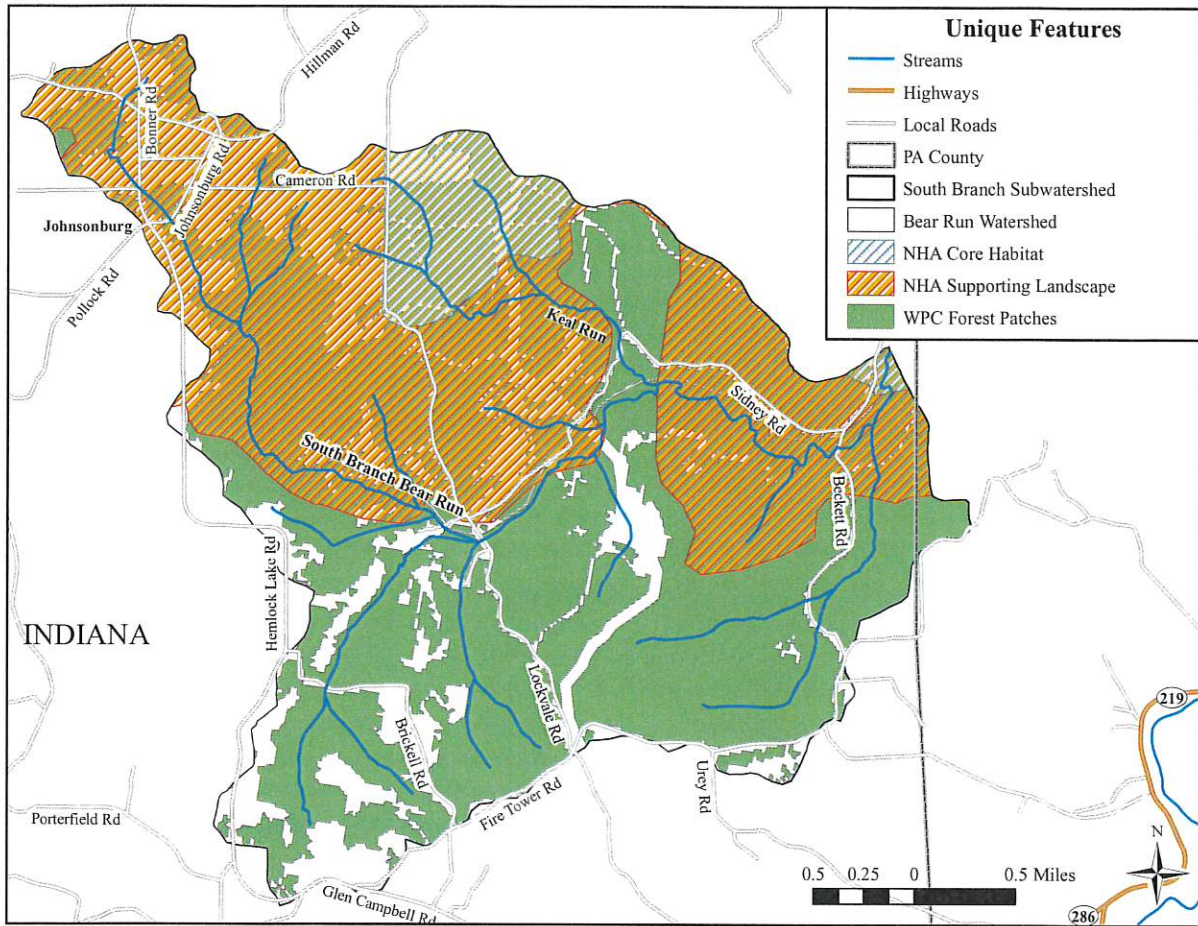 Unique Features
Streams
Highways
Local Roads
PA County
South Branch Subwatershed
Bear Run Watershed
NHA Core Habitat
NHA Supporting Landscape
WPC Forest Patches
Hillman Rd
Bonner Rd
Johnsonburg Rd
Cameron Rd
Johnsonburg
Pollock Rd
Keal Run
Sidney Rd
South Branch Bear Run
Beckett Rd
Hemlock Lake Rd
INDIANA
Lockvale Rd
Brickell Rd
Urey Rd
Fire Tower Rd
Porterfield Rd
Glen Campbell Rd
219
286
N
0.5 0.25 0 0.5 Miles